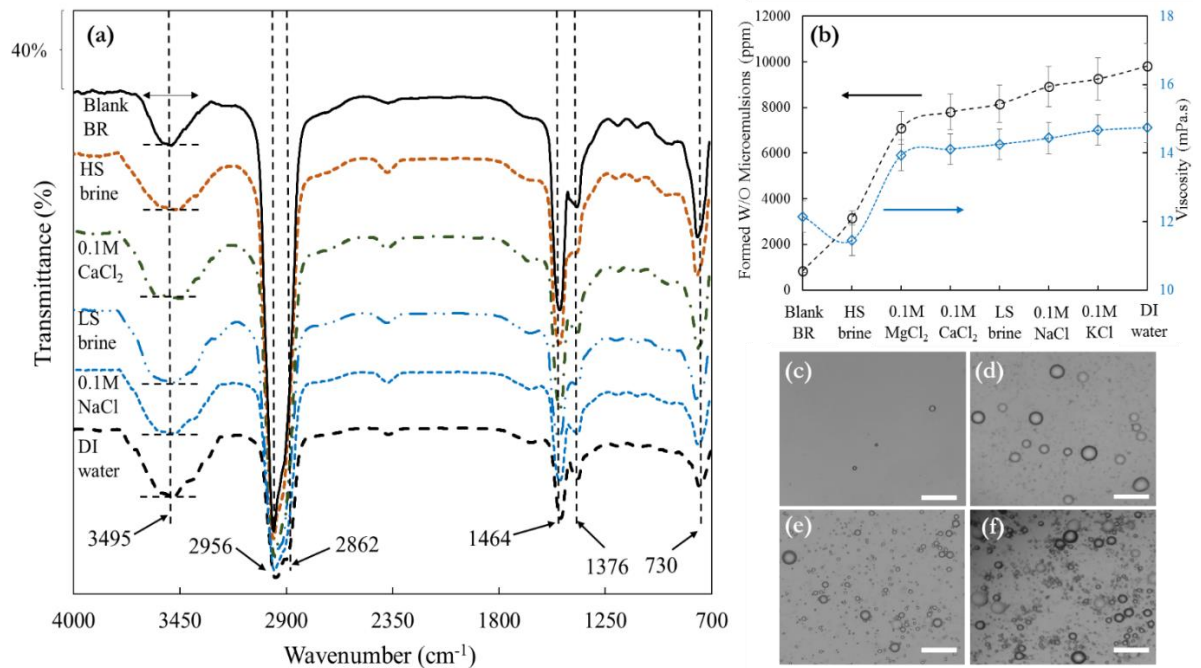 (a)
40%
Transmittance (%)
Blank
BR
HS
brine
0.1M
CaCl₂
LS
brine
0.1M
NaCl
DI
water
3495
2956
2862
1464
1376
730
4000
3450
2900
2350
1800
1250
700
Wavenumber (cm⁻¹)
(b)
Formed W/O Microemulsions (ppm)
12000
10000
8000
6000
4000
2000
0
18
16
14
12
10
Viscosity (mPa.s)
Blank
BR
HS
brine
0.1M
MgCl₂
0.1M
CaCl₂
LS
brine
0.1M
NaCl
0.1M
KCl
DI
water
(c)
(d)
(e)
(f)